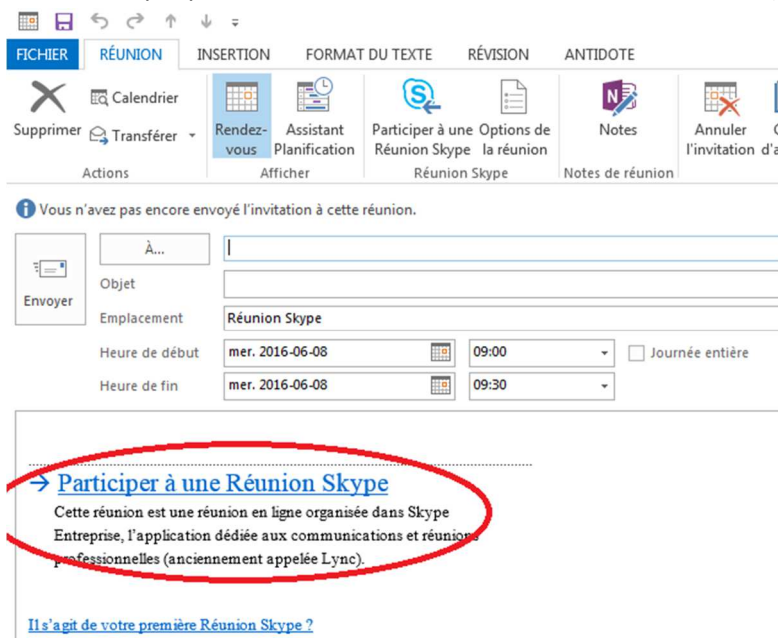 FICHIER RÉUNION INSERTION FORMAT DU TEXTE RÉVISION ANTIDOTE
Supprimer
Calendrier
Transférer
Actions
Rendez-
vous
Assistant
Planification
Afficher
Participer à une
Réunion Skype
Options de
la réunion
Réunion Skype
Notes
Notes de réunion
Annuler
l'invitation
Vous n'avez pas encore envoyé l'invitation à cette réunion.
Envoyer
À...
Objet
Emplacement Réunion Skype
Heure de début mer. 2016-06-08 09:00 Journée entière
Heure de fin mer. 2016-06-08 09:30
→ Participer à une Réunion Skype
Cette réunion est une réunion en ligne organisée dans Skype
Entreprise, l'application dédiée aux communications et réunions
professionnelles (anciennement appelée Lync).
Il s'agit de votre première Réunion Skype ?